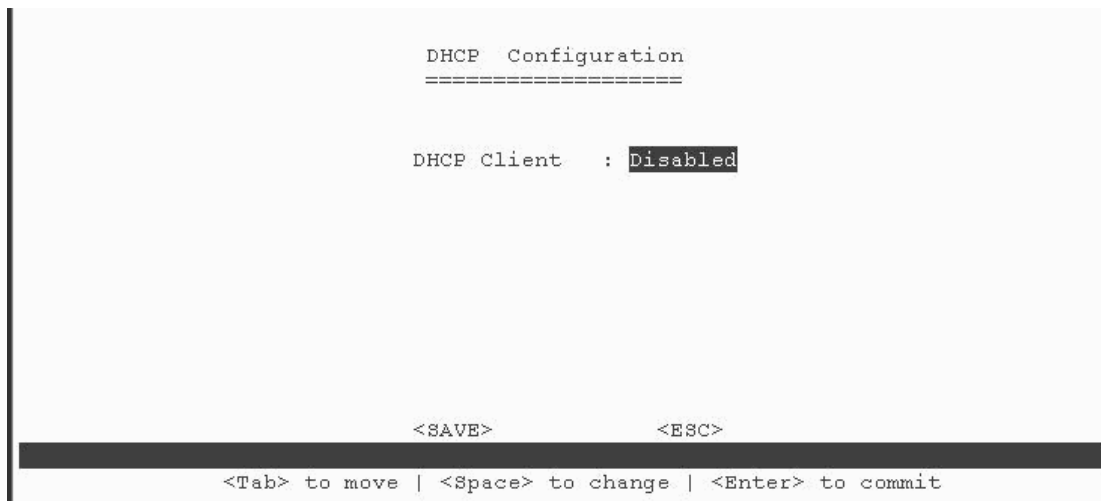 DHCP  Configuration
===================
DHCP Client   : Disabled
<SAVE>            <ESC>
<Tab> to move | <Space> to change | <Enter> to commit